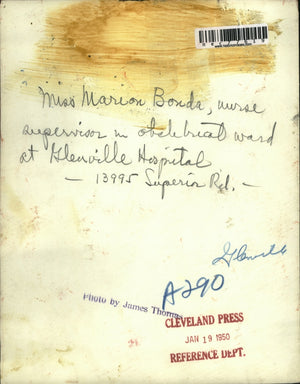 Miss Marion Bonda, nurse
supervisor in obstetrical ward
at Glenville Hospital
— 13995 Superior Rd. —
Glenville
A290
Photo by James Thomas
CLEVELAND PRESS
JAN 19 1950
REFERENCE DEPT.